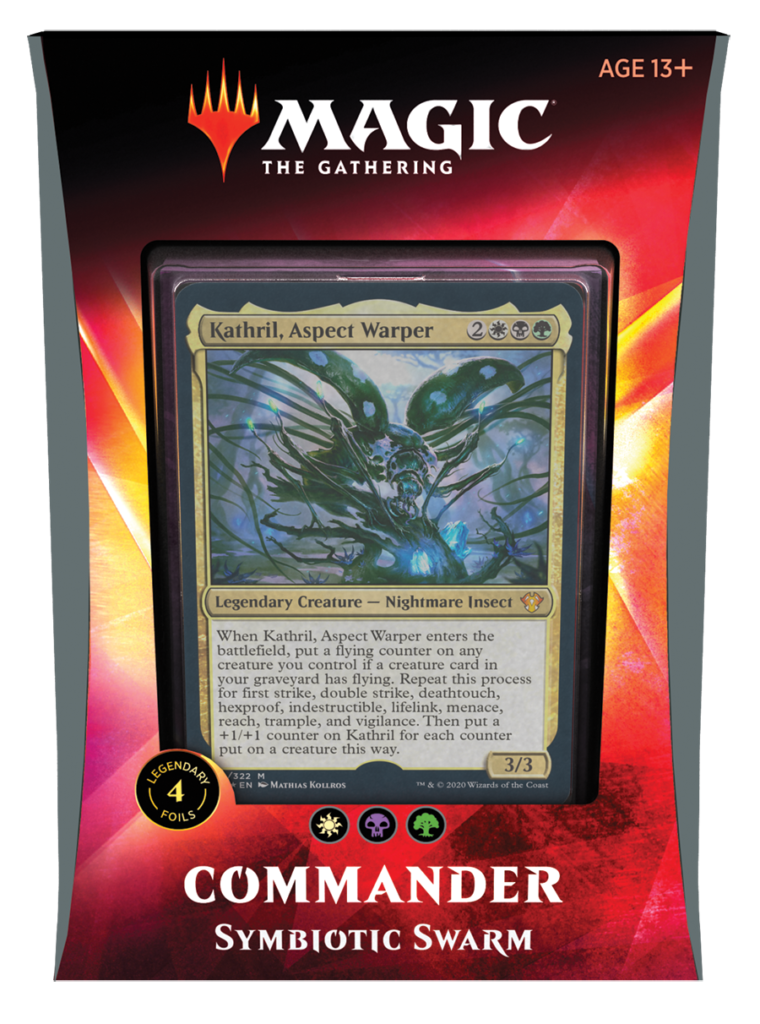 AGE 13+
MAGIC
THE GATHERING
Kathril, Aspect Warper 2
Legendary Creature — Nightmare Insect
When Kathril, Aspect Warper enters the
battlefield, put a flying counter on any
creature you control if a creature card in
your graveyard has flying. Repeat this process
for first strike, double strike, deathtouch,
hexproof, indestructible, lifelink, menace,
reach, trample, and vigilance. Then put a
+1/+1 counter on Kathril for each counter
put on a creature this way.
3/3
/322 M
EN MATHIAS KOLLROS
™ & © 2020 Wizards of the Coast
LEGENDARY
4
FOILS
COMMANDER
SYMBIOTIC SWARM